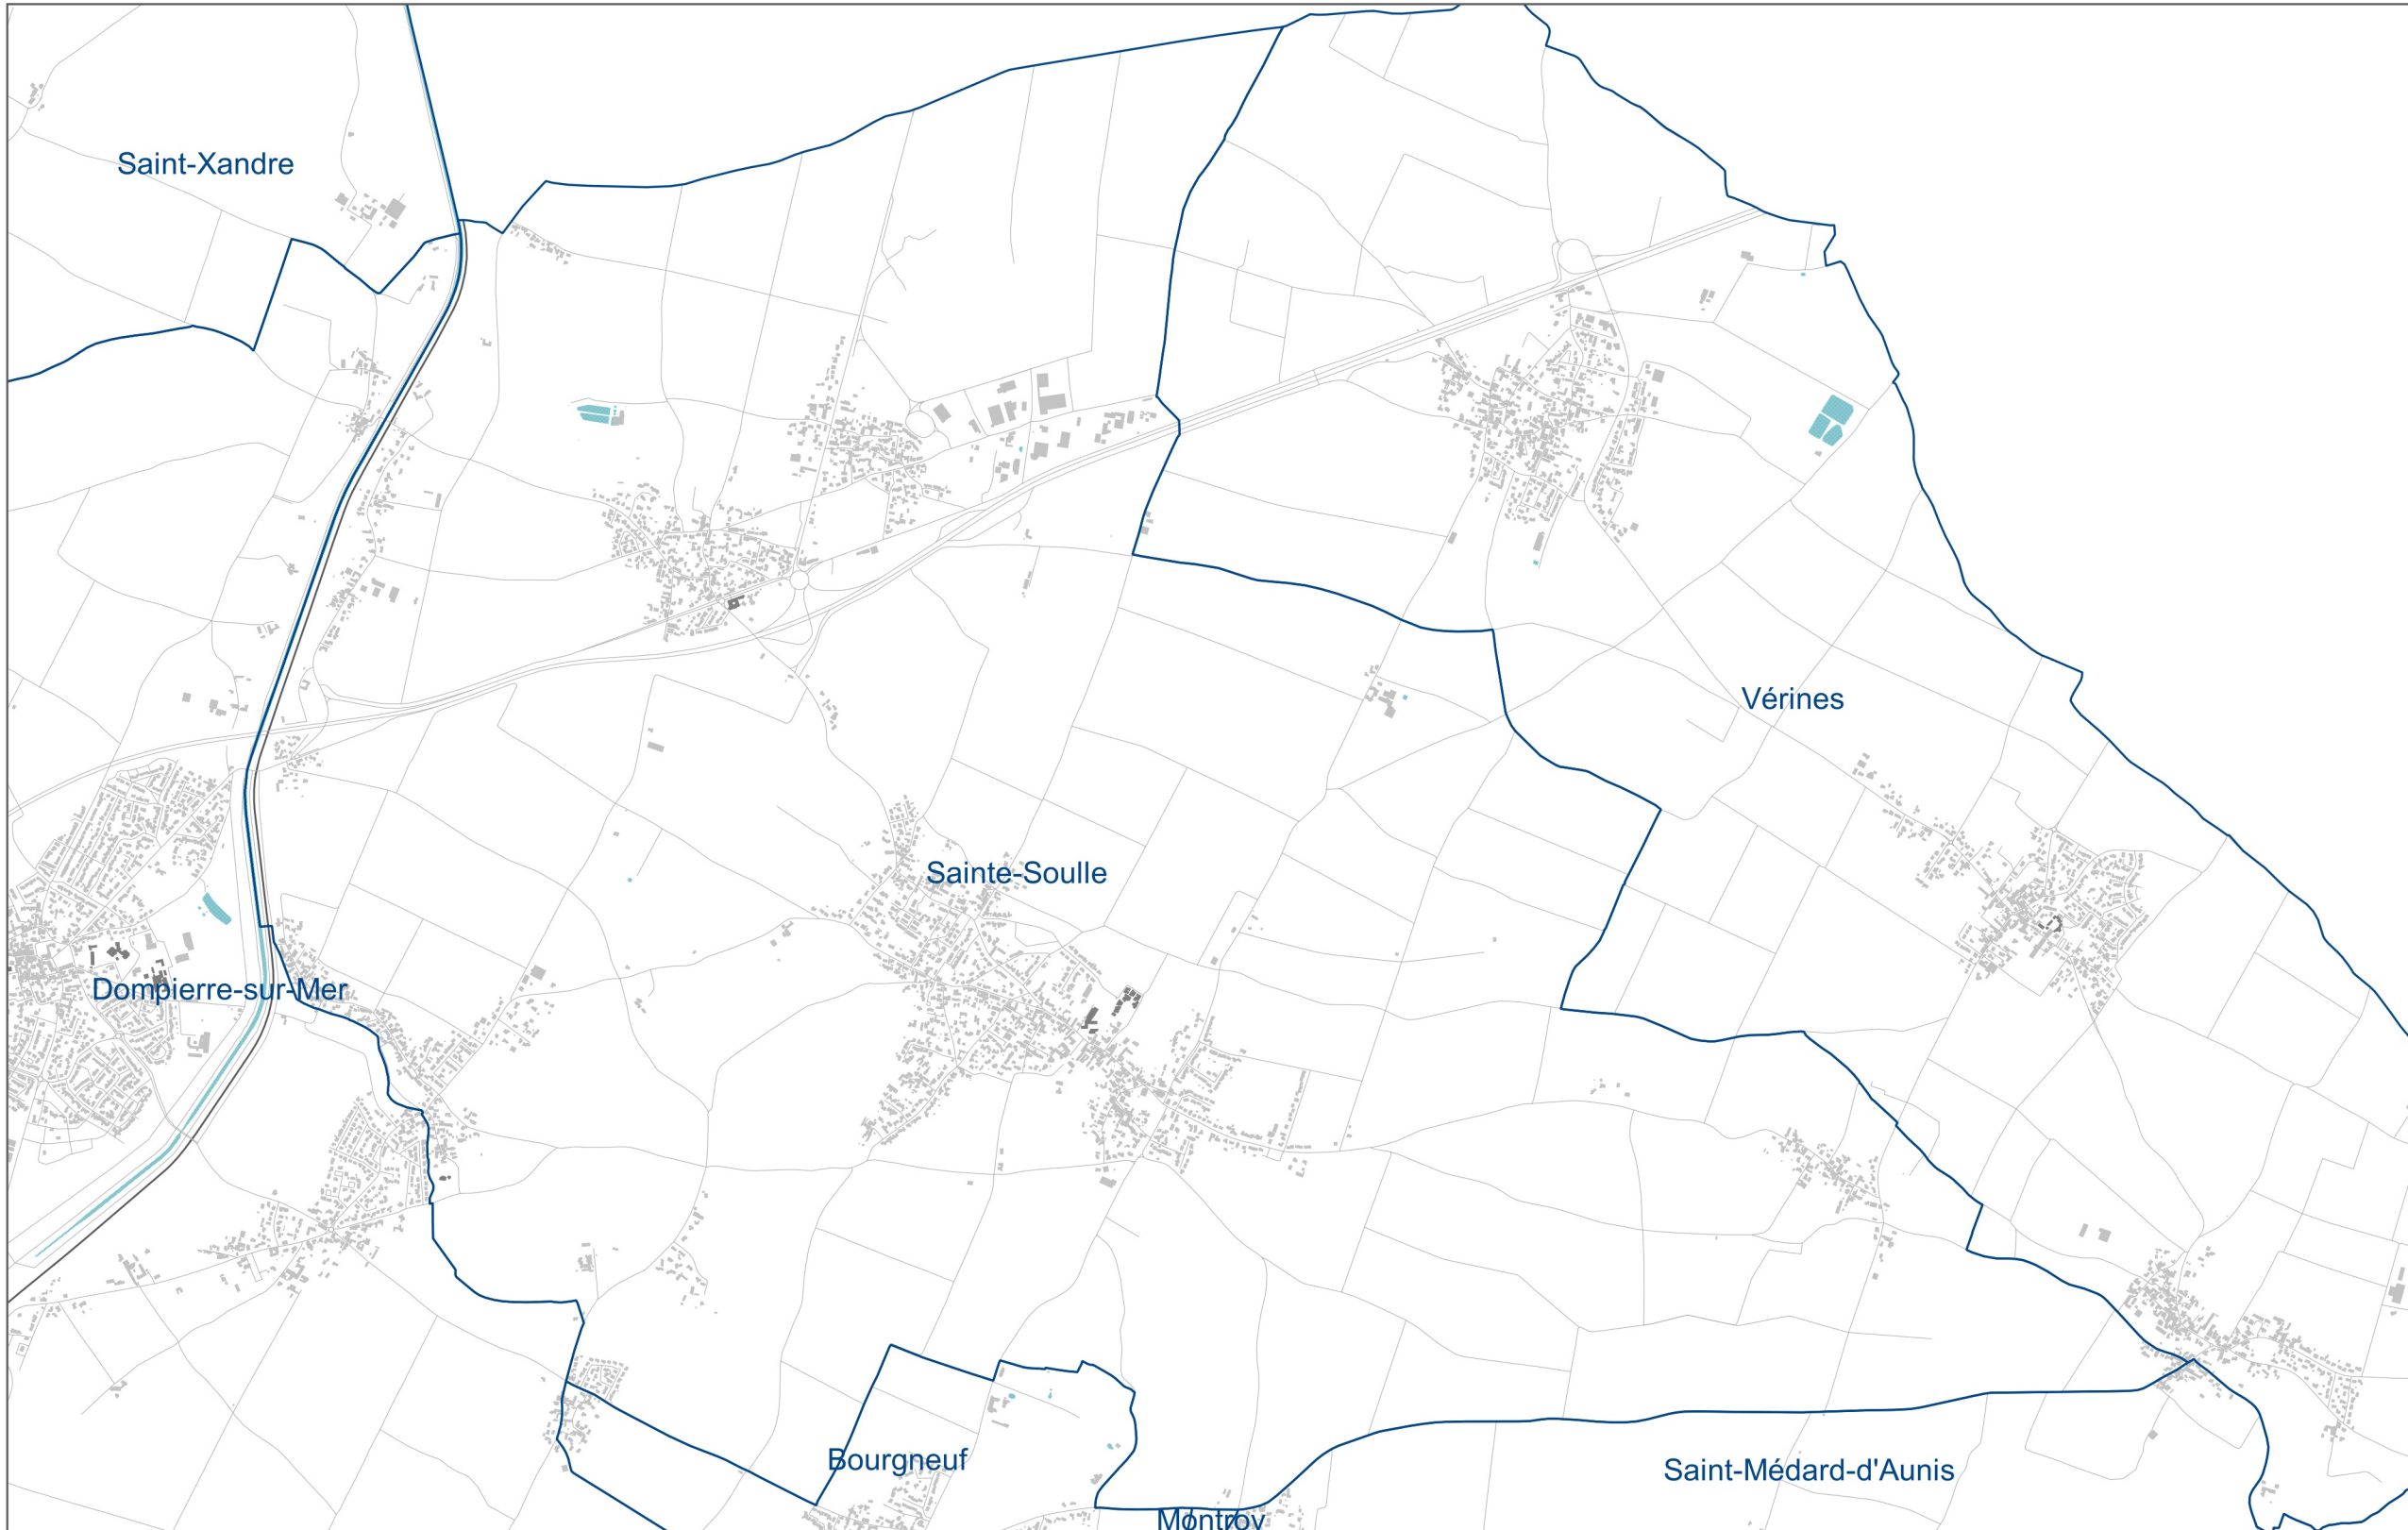 Saint-Xandre
Vérines
Sainte-Soulle
Dompierre-sur-Mer
Bourgneuf
Saint-Médard-d'Aunis
Montroy